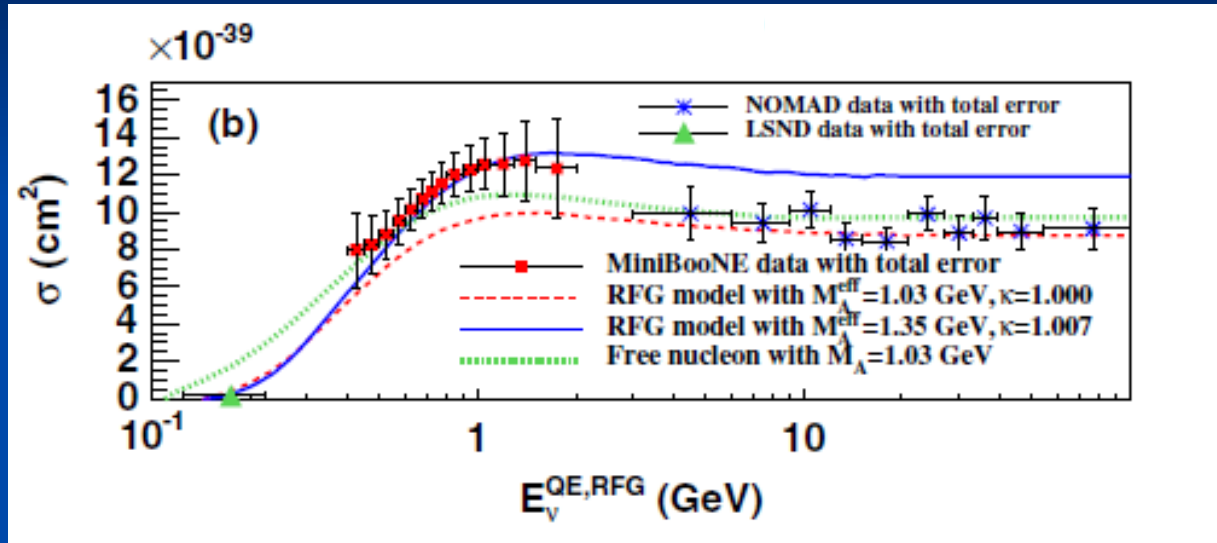 ×10⁻³⁹
16
14
12
10
8
6
4
2
0
σ (cm²)
(b)
NOMAD data with total error
LSND data with total error
MiniBooNE data with total error
RFG model with M_A^eff=1.03 GeV, κ=1.000
RFG model with M_A^eff=1.35 GeV, κ=1.007
Free nucleon with M_A=1.03 GeV
10⁻¹ 1 10
E_ν^QE,RFG (GeV)